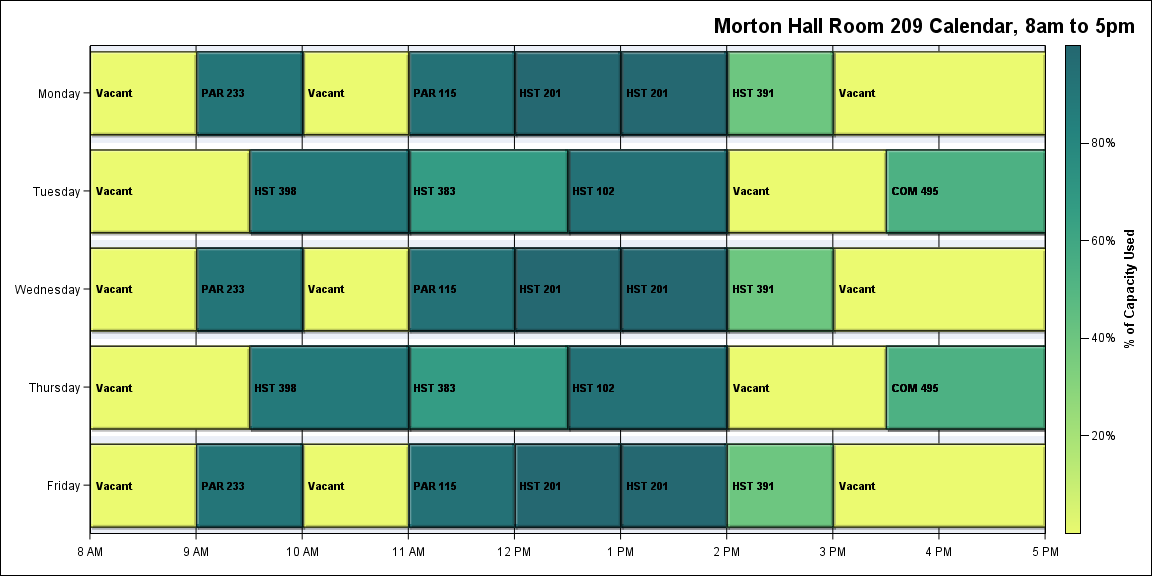 Morton Hall Room 209 Calendar, 8am to 5pm
Monday
Vacant
PAR 233
Vacant
PAR 115
HST 201
HST 201
HST 391
Vacant
Tuesday
Vacant
HST 398
HST 383
HST 102
Vacant
COM 495
Wednesday
Vacant
PAR 233
Vacant
PAR 115
HST 201
HST 201
HST 391
Vacant
Thursday
Vacant
HST 398
HST 383
HST 102
Vacant
COM 495
Friday
Vacant
PAR 233
Vacant
PAR 115
HST 201
HST 201
HST 391
Vacant
8 AM
9 AM
10 AM
11 AM
12 PM
1 PM
2 PM
3 PM
4 PM
5 PM
80%
60%
40%
20%
% of Capacity Used